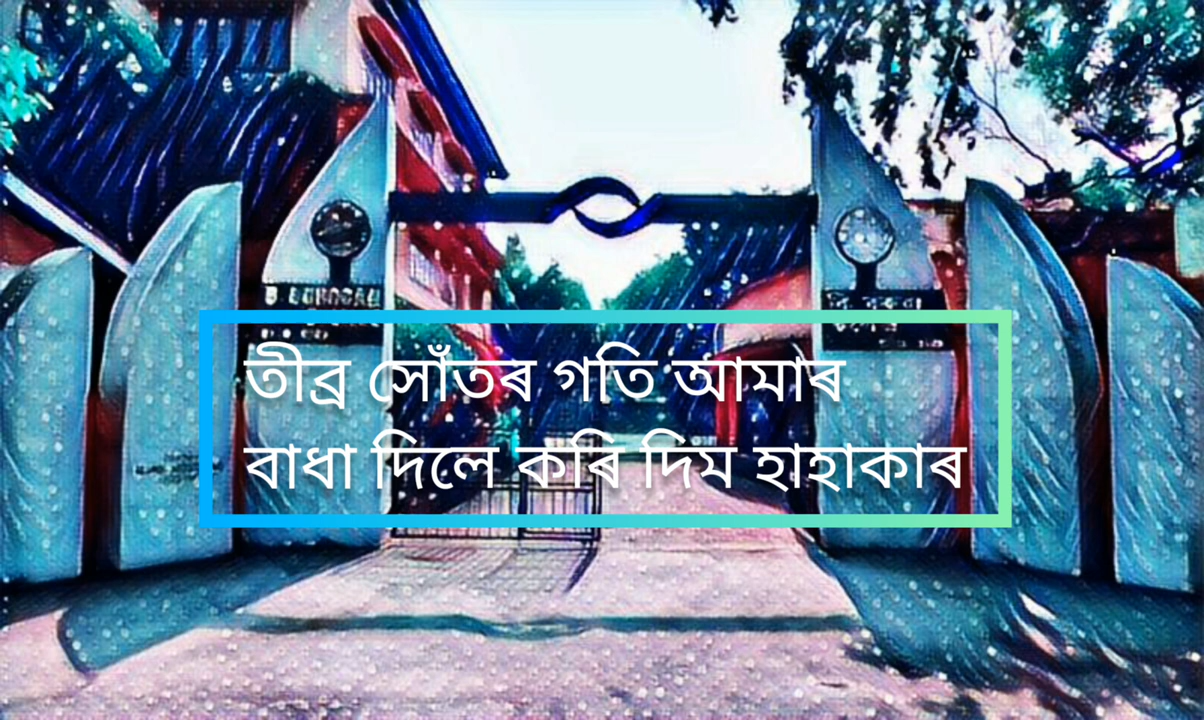 তীব্ৰ সোঁতৰ গতি আমাৰ
বাধা দিলে কৰি দিম হাহাকাৰ